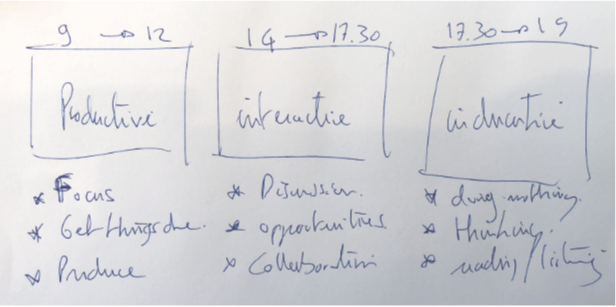 9 → 12
14 → 17.30
17.30 → 19
Productive
interactive
inductive
* Focus
* Get things done.
* Produce
* Discussion.
* opportunities.
* Collaboration
* doing nothing.
* thinking.
* reading / listing